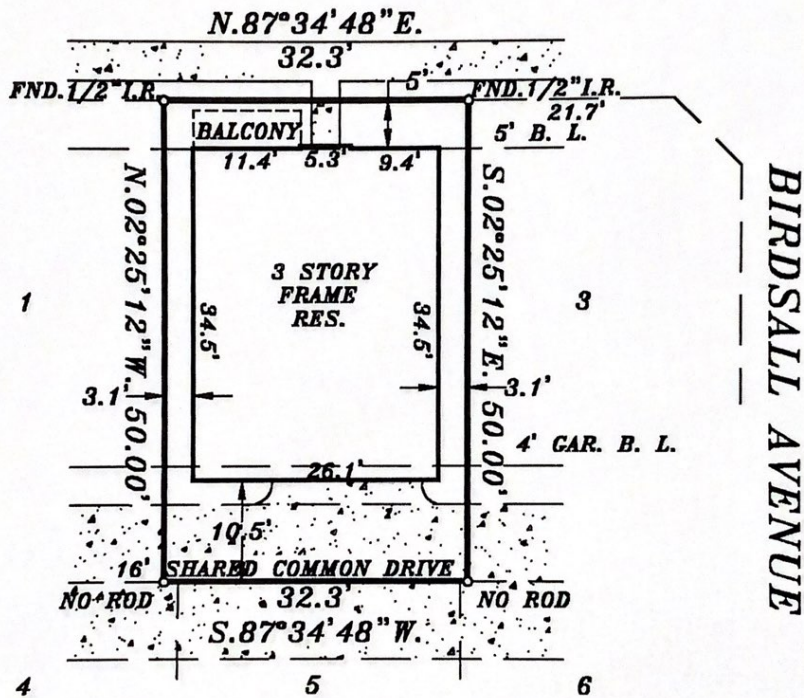 N.87°34'48"E.
32.3'
5'
FND. 1/2"I.R.
FND. 1/2"I.R.
21.7'
BALCONY
5' B. L.
11.4'
5.3'
9.4'
N.02°25'12"W. 50.00'
S.02°25'12"E. 50.00'
BIRDSALL AVENUE
1
3 STORY
FRAME
RES.
3
34.5'
34.5'
3.1'
3.1'
4' GAR. B. L.
26.1'
10.5'
16'
SHARED COMMON DRIVE
NO ROD
32.3'
NO ROD
S.87°34'48"W.
4
5
6